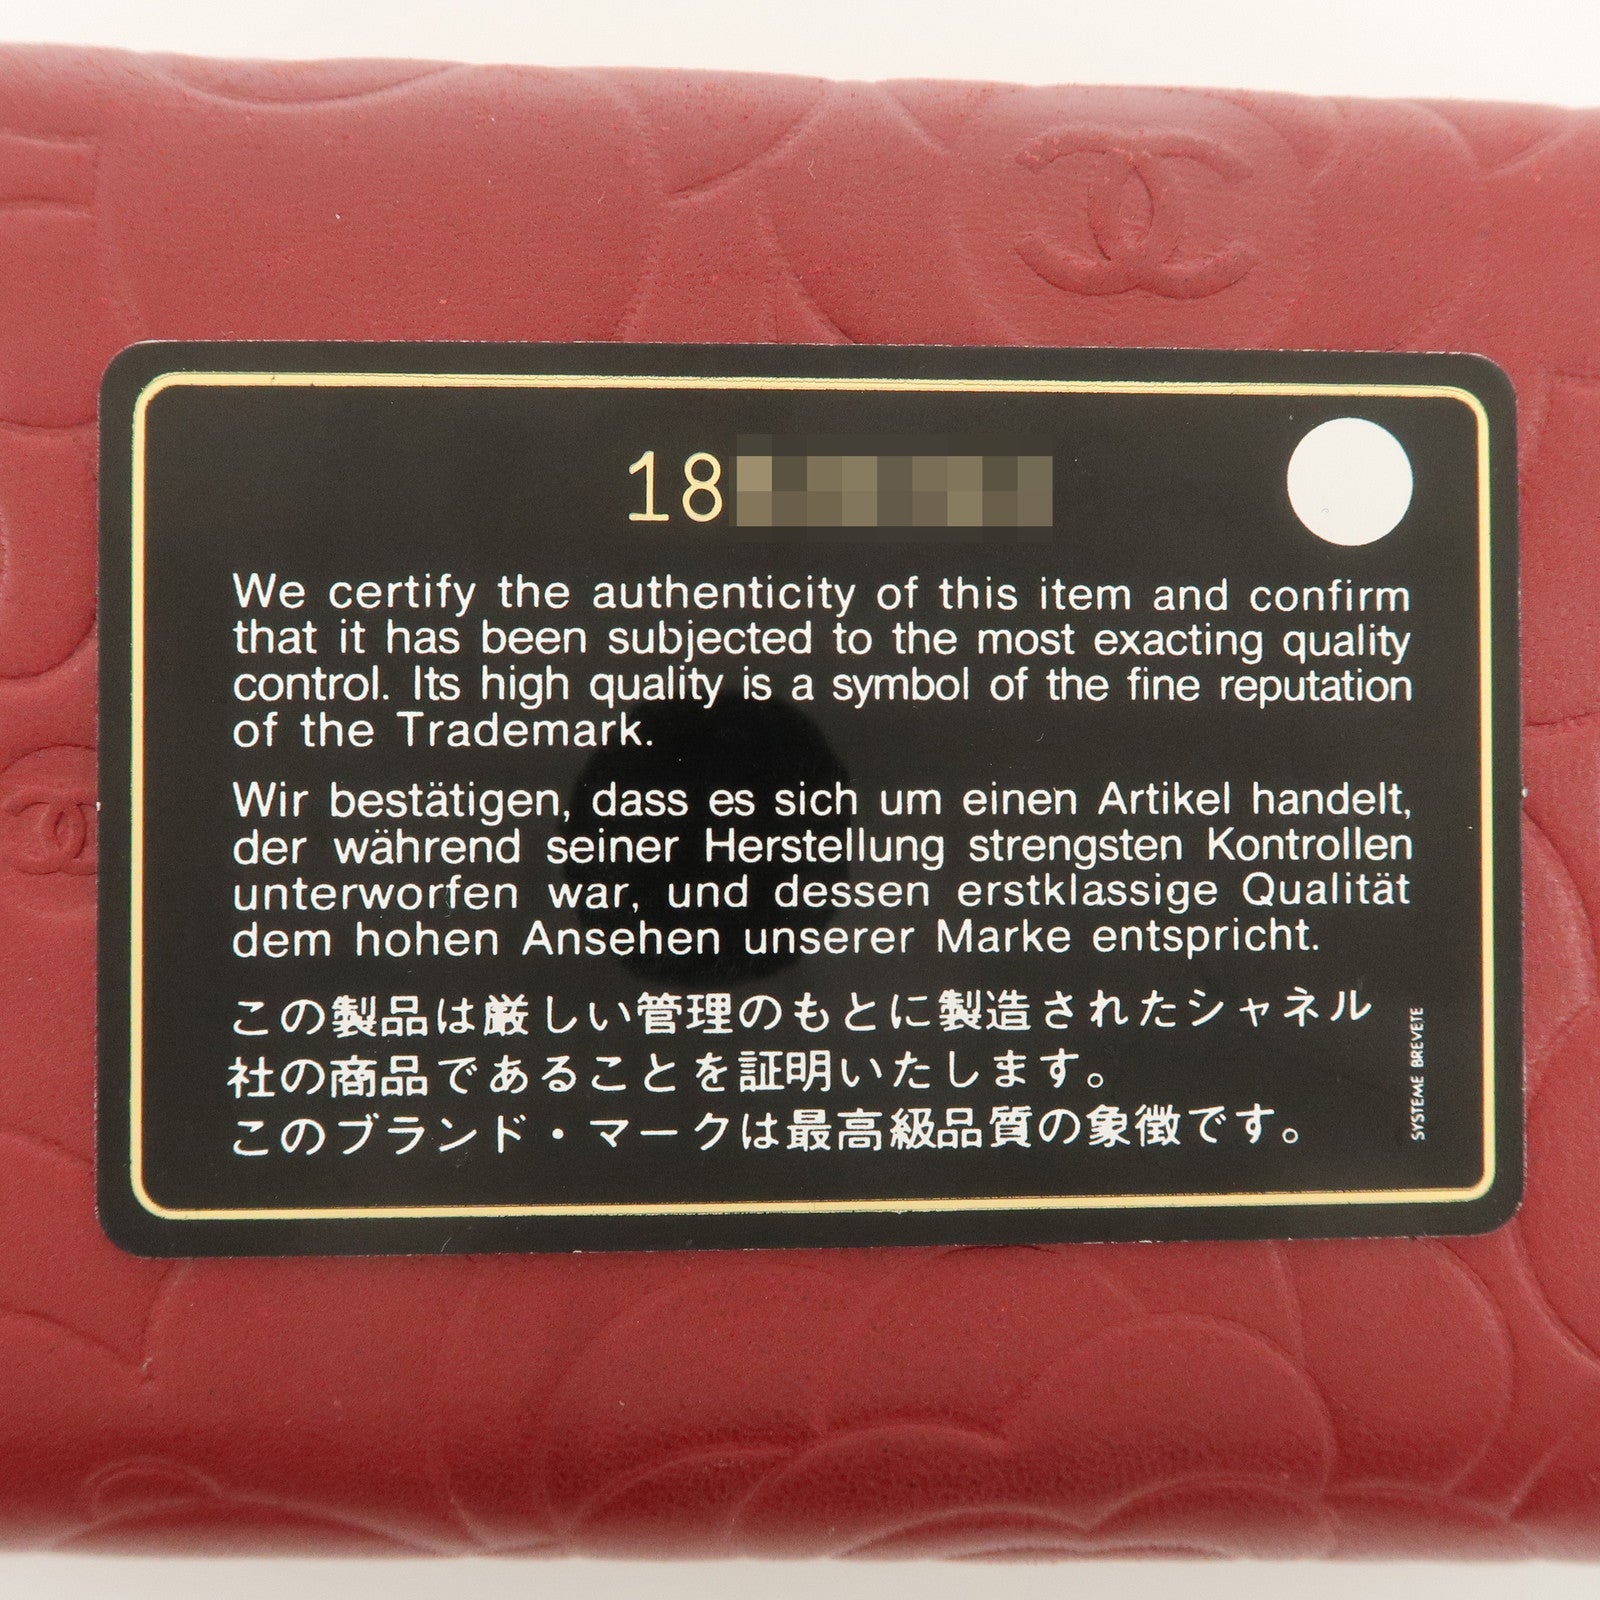 18
We certify the authenticity of this item and confirm
that it has been subjected to the most exacting quality
control. Its high quality is a symbol of the fine reputation
of the Trademark.
Wir bestätigen, dass es sich um einen Artikel handelt,
der während seiner Herstellung strengsten Kontrollen
unterworfen war, und dessen erstklassige Qualität
dem hohen Ansehen unserer Marke entspricht.
この製品は厳しい管理のもとに製造されたシャネル
社の商品であることを証明いたします。
このブランド・マークは最高級品質の象徴です。
SYSTEME BREVETE